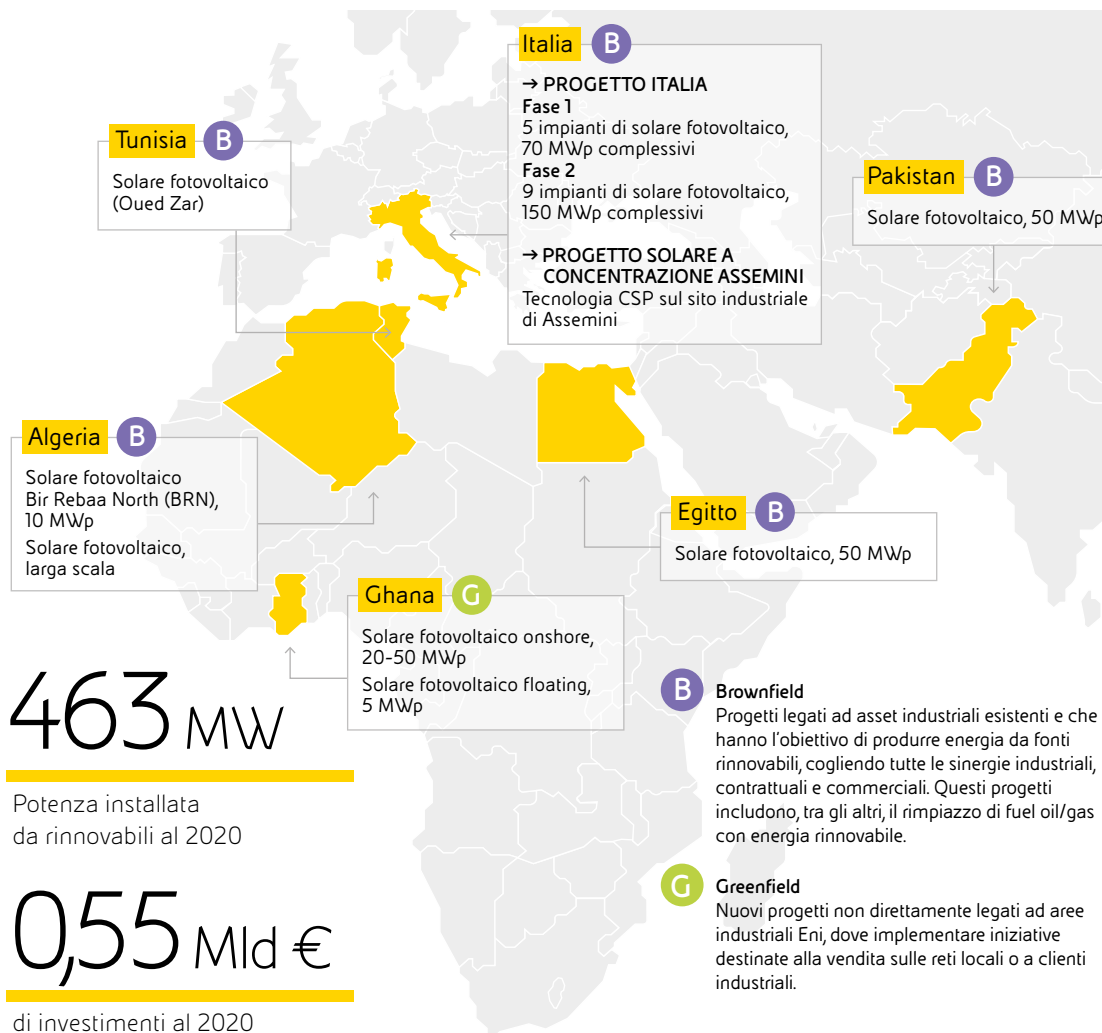 Italia B
→ PROGETTO ITALIA
Fase 1
5 impianti di solare fotovoltaico,
70 MWp complessivi
Fase 2
9 impianti di solare fotovoltaico,
150 MWp complessivi
→ PROGETTO SOLARE A
CONCENTRAZIONE ASSEMINI
Tecnologia CSP sul sito industriale
di Assemini
Tunisia B
Solare fotovoltaico
(Oued Zar)
Pakistan B
Solare fotovoltaico, 50 MWp
Algeria B
Solare fotovoltaico
Bir Rebaa North (BRN),
10 MWp
Solare fotovoltaico,
larga scala
Egitto B
Solare fotovoltaico, 50 MWp
Ghana G
Solare fotovoltaico onshore,
20-50 MWp
Solare fotovoltaico floating,
5 MWp
463 MW
Potenza installata
da rinnovabili al 2020
0,55 Mld €
di investimenti al 2020
B Brownfield
Progetti legati ad asset industriali esistenti e che
hanno l'obiettivo di produrre energia da fonti
rinnovabili, cogliendo tutte le sinergie industriali,
contrattuali e commerciali. Questi progetti
includono, tra gli altri, il rimpiazzo di fuel oil/gas
con energia rinnovabile.
G Greenfield
Nuovi progetti non direttamente legati ad aree
industriali Eni, dove implementare iniziative
destinate alla vendita sulle reti locali o a clienti
industriali.